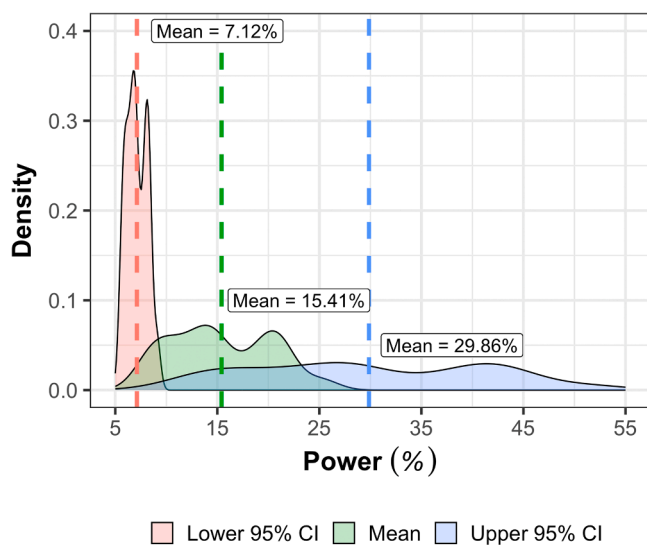 0.4
0.3
0.2
0.1
0.0
Density
Mean = 7.12%
Mean = 15.41%
Mean = 29.86%
5 15 25 35 45 55
Power (%)
Lower 95% CI Mean Upper 95% CI